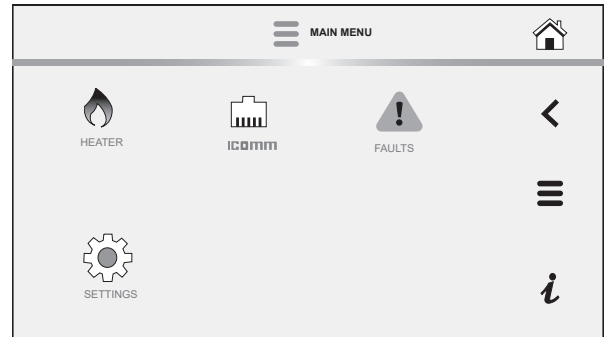 MAIN MENU
HEATER
ICOMM
FAULTS
SETTINGS
i